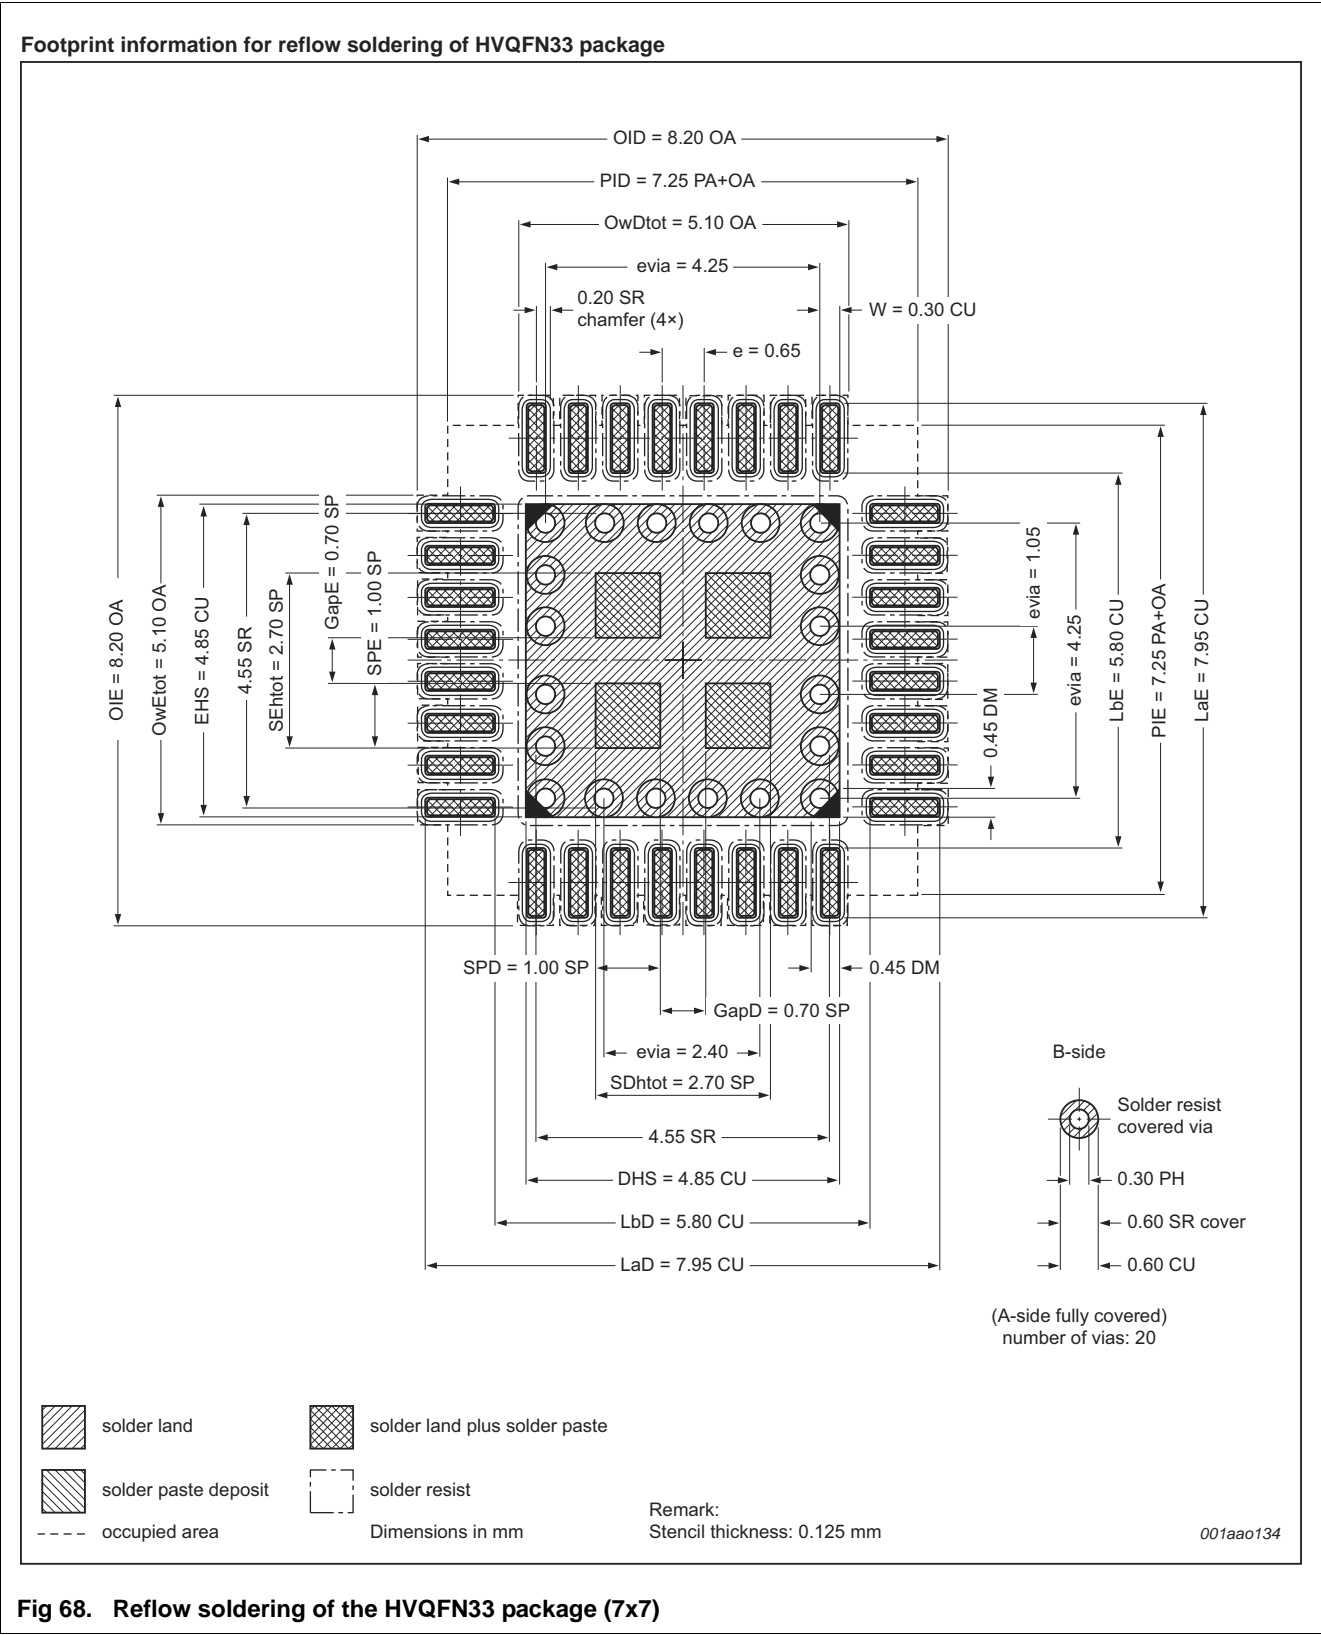 Footprint information for reflow soldering of HVQFN33 package
OID = 8.20 OA
PID = 7.25 PA+OA
OwDtot = 5.10 OA
evia = 4.25
0.20 SR
chamfer (4×)
W = 0.30 CU
e = 0.65
OIE = 8.20 OA
OwEtot = 5.10 OA
EHS = 4.85 CU
4.55 SR
SEhtot = 2.70 SP
GapE = 0.70 SP
SPE = 1.00 SP
evia = 1.05
0.45 DM
evia = 4.25
LbE = 5.80 CU
PIE = 7.25 PA+OA
LaE = 7.95 CU
SPD = 1.00 SP
0.45 DM
GapD = 0.70 SP
evia = 2.40
SDhtot = 2.70 SP
4.55 SR
DHS = 4.85 CU
LbD = 5.80 CU
LaD = 7.95 CU
B-side
Solder resist
covered via
0.30 PH
0.60 SR cover
0.60 CU
(A-side fully covered)
number of vias: 20
solder land
solder land plus solder paste
solder paste deposit
solder resist
occupied area
Dimensions in mm
Remark:
Stencil thickness: 0.125 mm
001aao134
Fig 68. Reflow soldering of the HVQFN33 package (7x7)